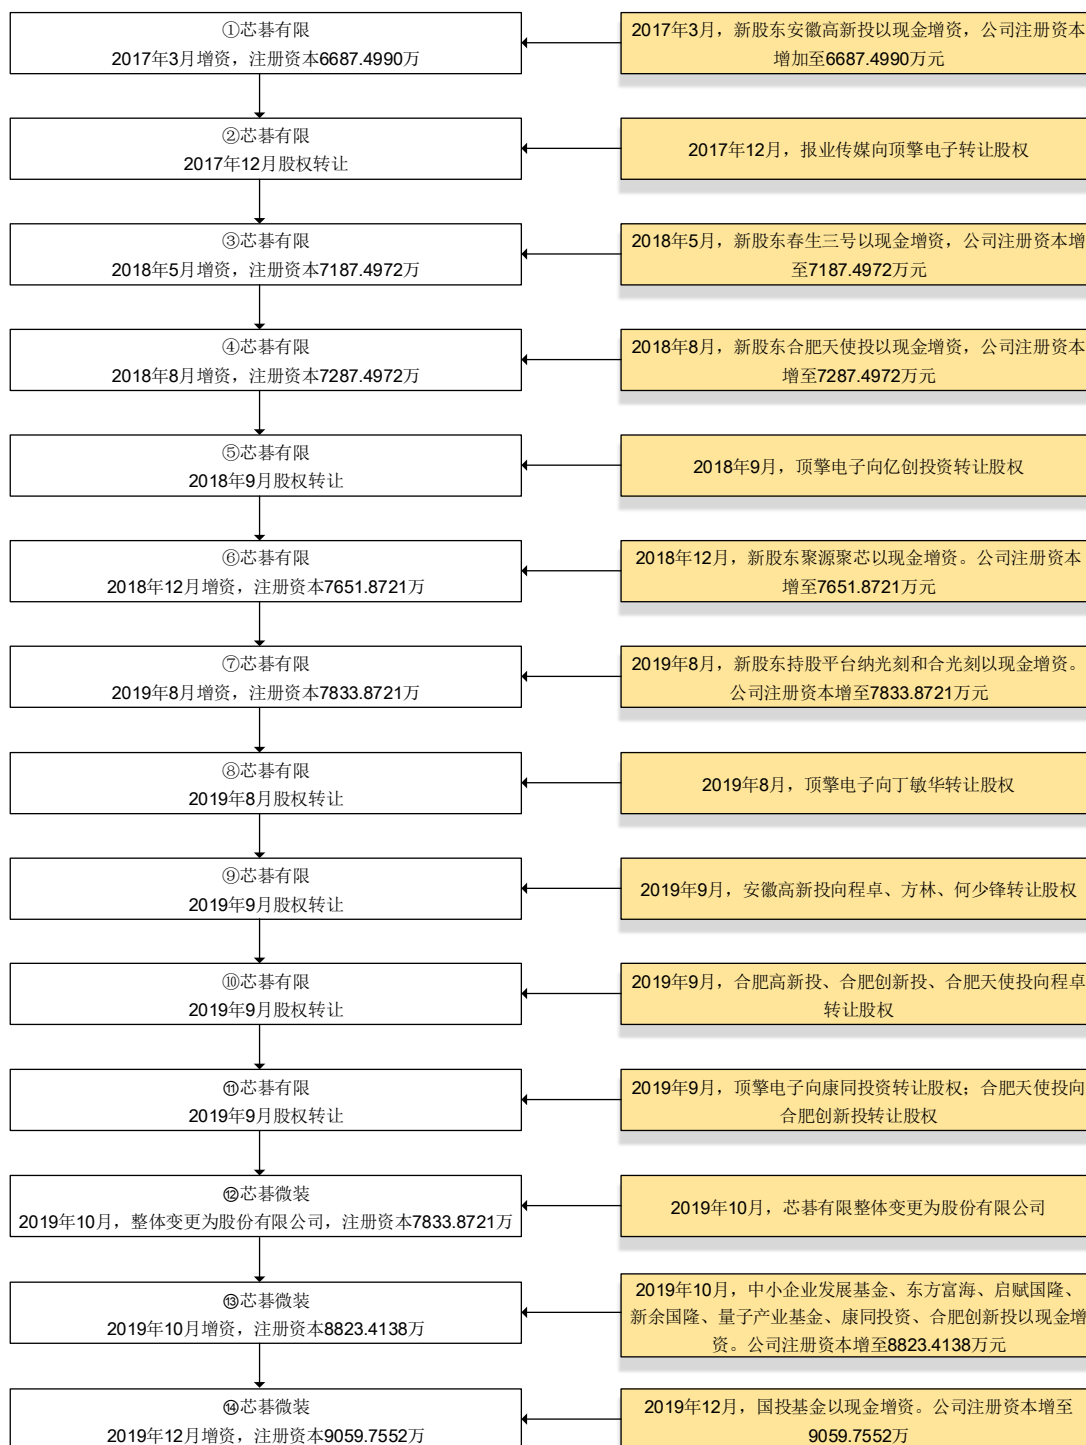 ①芯碁有限
2017年3月增资，注册资本6687.4990万
2017年3月，新股东安徽高新投以现金增资，公司注册资本
增加至6687.4990万元
②芯碁有限
2017年12月股权转让
2017年12月，报业传媒向顶擎电子转让股权
③芯碁有限
2018年5月增资，注册资本7187.4972万
2018年5月，新股东春生三号以现金增资，公司注册资本增
至7187.4972万元
④芯碁有限
2018年8月增资，注册资本7287.4972万
2018年8月，新股东合肥天使投以现金增资，公司注册资本
增至7287.4972万元
⑤芯碁有限
2018年9月股权转让
2018年9月，顶擎电子向亿创投资转让股权
⑥芯碁有限
2018年12月增资，注册资本7651.8721万
2018年12月，新股东聚源聚芯以现金增资。公司注册资本
增至7651.8721万元
⑦芯碁有限
2019年8月增资，注册资本7833.8721万
2019年8月，新股东持股平台纳光刻和合光刻以现金增资。
公司注册资本增至7833.8721万元
⑧芯碁有限
2019年8月股权转让
2019年8月，顶擎电子向丁敏华转让股权
⑨芯碁有限
2019年9月股权转让
2019年9月，安徽高新投向程卓、方林、何少锋转让股权
⑩芯碁有限
2019年9月股权转让
2019年9月，合肥高新投、合肥创新投、合肥天使投向程卓
转让股权
⑪芯碁有限
2019年9月股权转让
2019年9月，顶擎电子向康同投资转让股权；合肥天使投向
合肥创新投转让股权
⑫芯碁微装
2019年10月，整体变更为股份有限公司，注册资本7833.8721万
2019年10月，芯碁有限整体变更为股份有限公司
⑬芯碁微装
2019年10月增资，注册资本8823.4138万
2019年10月，中小企业发展基金、东方富海、启赋国隆、
新余国隆、量子产业基金、康同投资、合肥创新投以现金增
资。公司注册资本增至8823.4138万元
⑭芯碁微装
2019年12月增资，注册资本9059.7552万
2019年12月，国投基金以现金增资。公司注册资本增至
9059.7552万